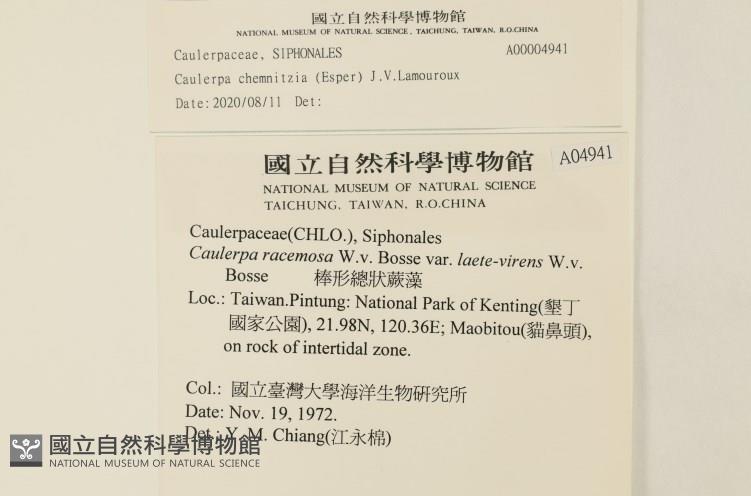 國立自然科學博物館
NATIONAL MUSEUM OF NATURAL SCIENCE, TAICHUNG, TAIWAN, R.O.CHINA
Caulerpaceae, SIPHONALES A00004941
Caulerpa chemnitzia (Esper) J.V.Lamouroux
Date:2020/08/11 Det:
國立自然科學博物館 A04941
NATIONAL MUSEUM OF NATURAL SCIENCE
TAICHUNG, TAIWAN, R.O.CHINA
Caulerpaceae(CHLO.), Siphonales
Caulerpa racemosa W.v. Bosse var. laete-virens W.v.
Bosse 棒形總狀蕨藻
Loc.: Taiwan.Pintung: National Park of Kenting(墾丁
國家公園), 21.98N, 120.36E; Maobitou(貓鼻頭),
on rock of intertidal zone.
Col.: 國立臺灣大學海洋生物研究所
Date: Nov. 19, 1972.
Det.: Y. M. Chiang(江永棉)
國立自然科學博物館
NATIONAL MUSEUM OF NATURAL SCIENCE